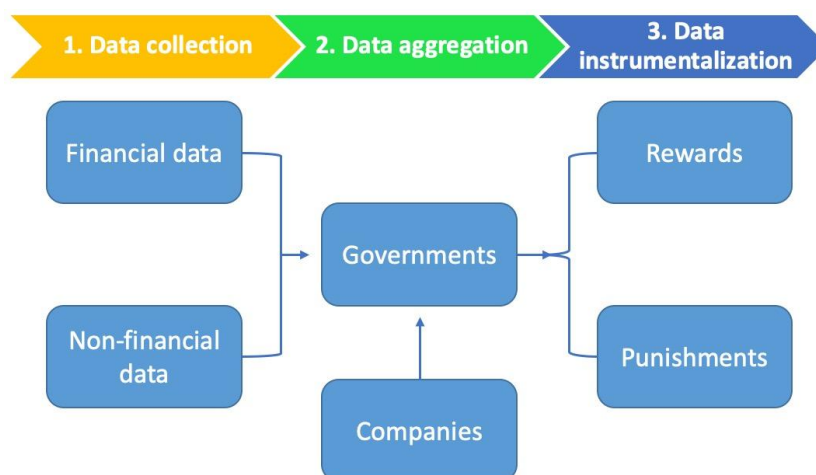 1. Data collection
2. Data aggregation
3. Data
instrumentalization
Financial data
Rewards
Governments
Non-financial
data
Punishments
Companies